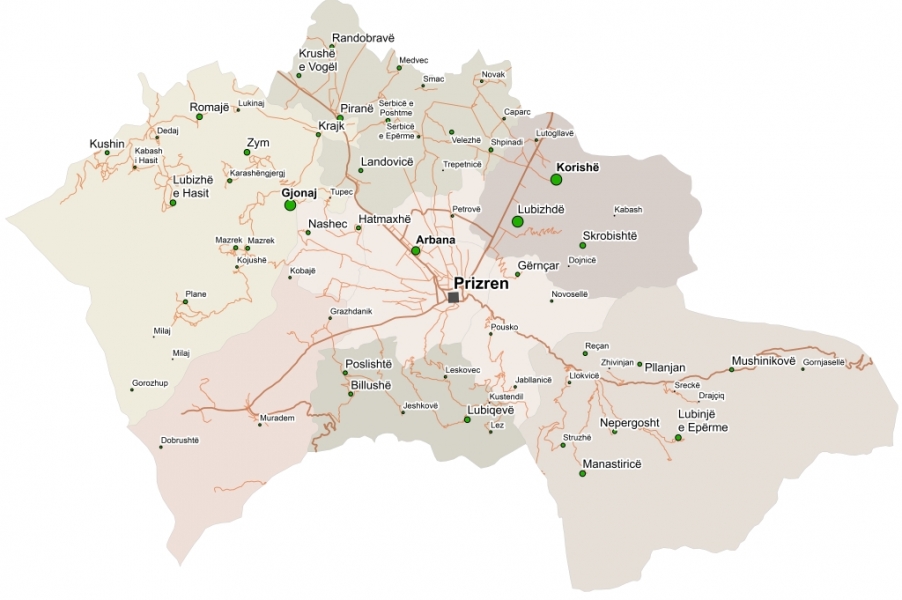 Randobravë
Krushë
e Vogël
Medvec
Smac
Novak
Romajë
Lukinaj
Piranë
Serbicë e
Poshtme
Caparc
Krajk
Serbicë
e Epërme
Velezhë
Shpinadi
Lutogllavë
Kushin
Dedaj
Kabash
i Hasit
Zym
Landovicë
Trepetnicë
Korishë
Lubizhë
e Hasit
Karashëngjergj
Gjonaj
Tupec
Petrovë
Lubizhdë
Kabash
Nashec
Hatmaxhë
Arbana
Skrobishtë
Mazrek
Mazrek
Kojushë
Gërnçar
Dojnicë
Kobajë
Prizren
Plane
Novosellë
Grazhdanik
Milaj
Pousko
Milaj
Reçan
Poslishtë
Leskovec
Zhivinjan
Pllanjan
Mushinikovë
Gornjasellë
Gorozhup
Billushë
Jabllanicë
Llokvicë
Sreckë
Kustendil
Drajçiq
Jeshkovë
Lubiqevë
Muradem
Lez
Nepergosht
Lubinjë
e Epërme
Dobrushtë
Struzhë
Manastiricë